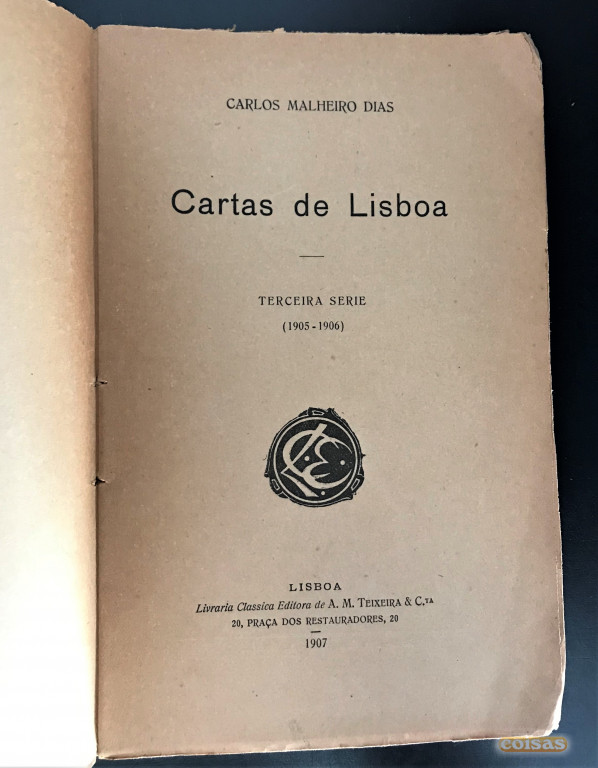 CARLOS MALHEIRO DIAS
Cartas de Lisboa
TERCEIRA SERIE
(1905-1906)
LCE
LISBOA
Livraria Classica Editora de A. M. TEIXEIRA & C.TA
20, PRAÇA DOS RESTAURADORES, 20
1907
coisas